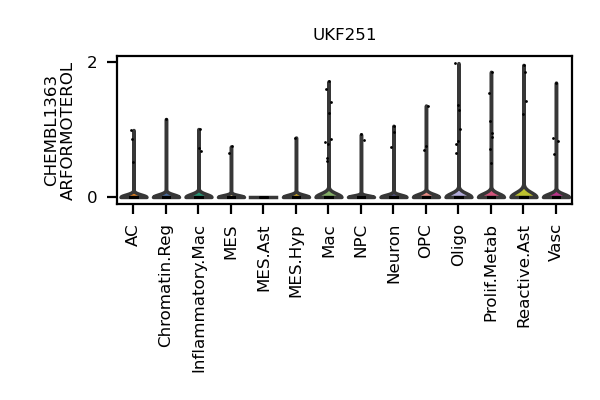 UKF251
CHEMBL1363
ARFORMOTEROL
2
0
AC
Chromatin.Reg
Inflammatory.Mac
MES
MES.Ast
MES.Hyp
Mac
NPC
Neuron
OPC
Oligo
Prolif.Metab
Reactive.Ast
Vasc